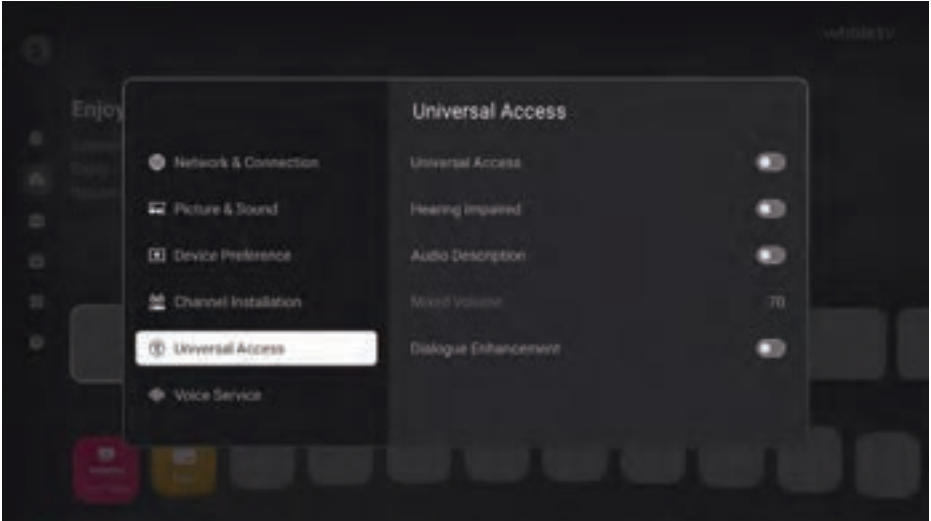 Enjoy
Universal Access
Network & Connection
Picture & Sound
Device Preference
Channel Installation
Universal Access
Voice Service
Universal Access
Hearing Impaired
Audio Description
Mixed Volume 70
Dialogue Enhancement